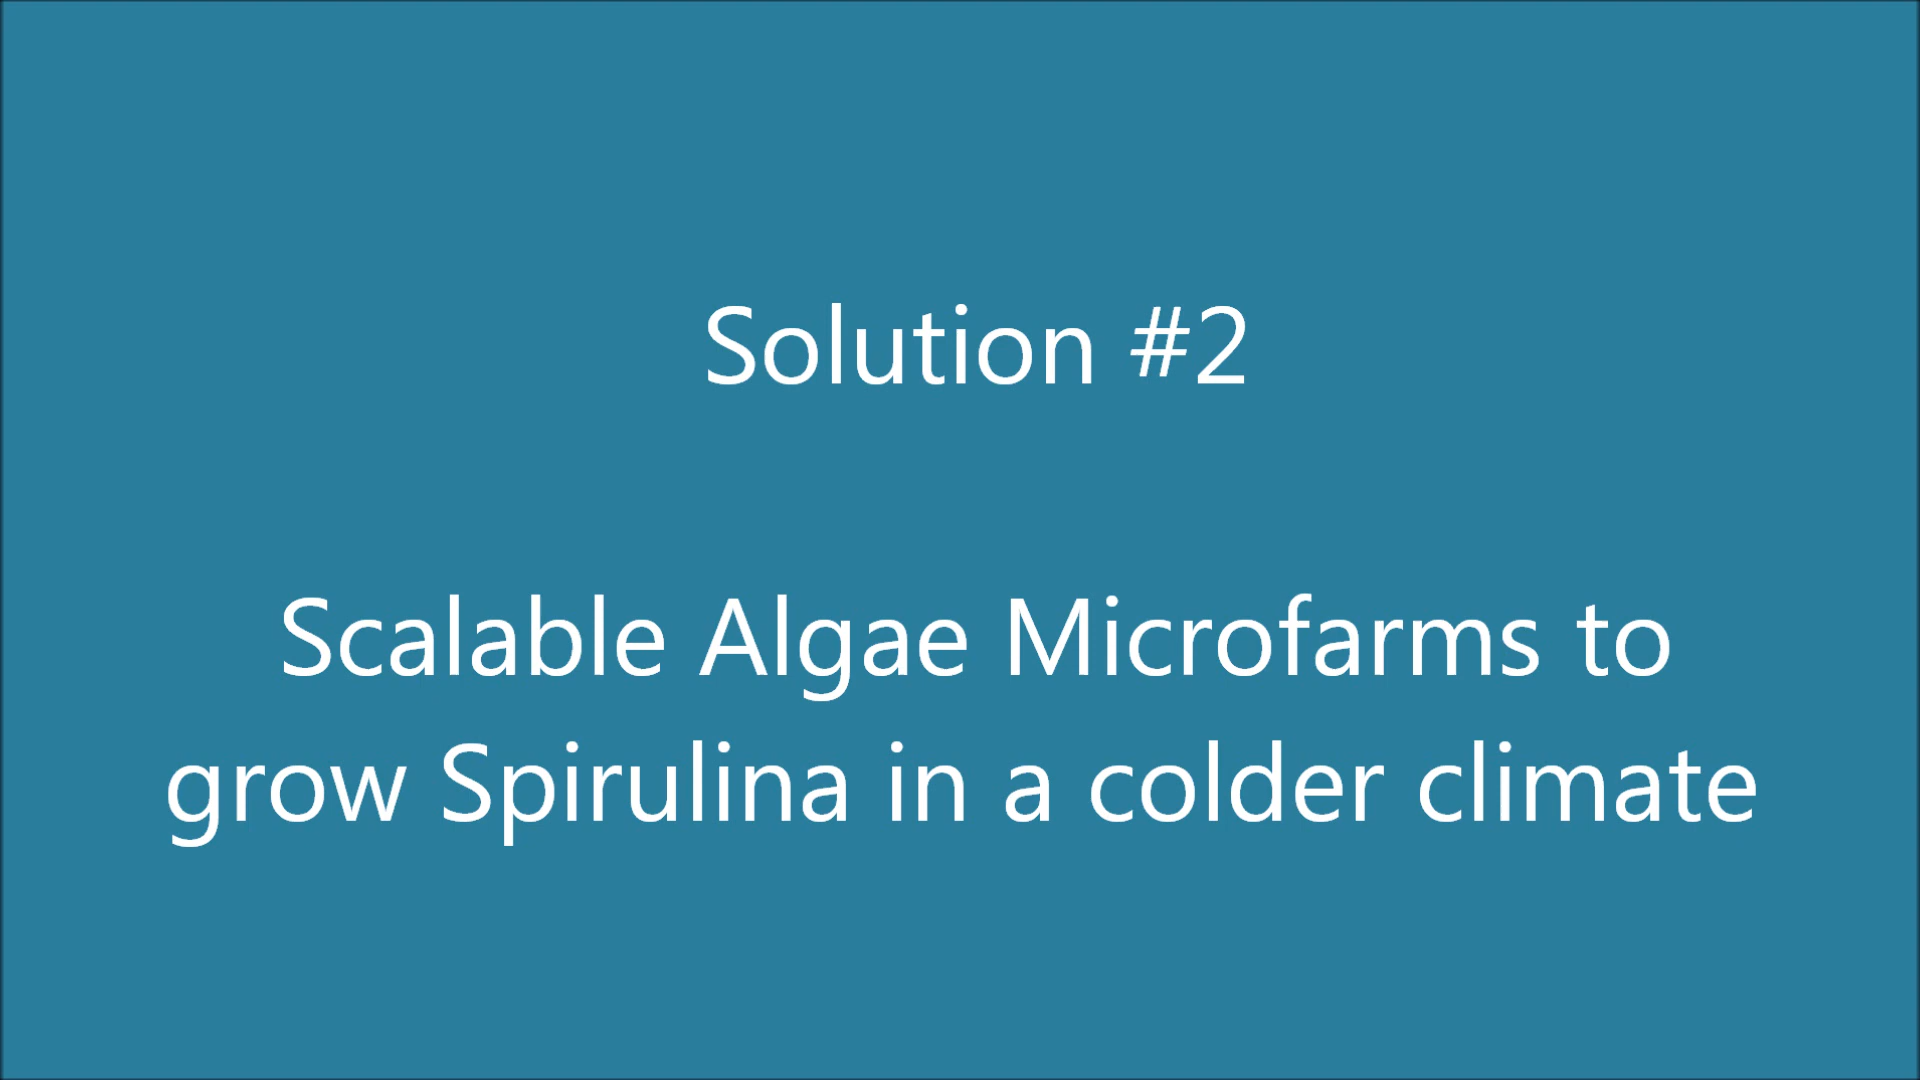 Solution #2
Scalable Algae Microfarms to
grow Spirulina in a colder climate